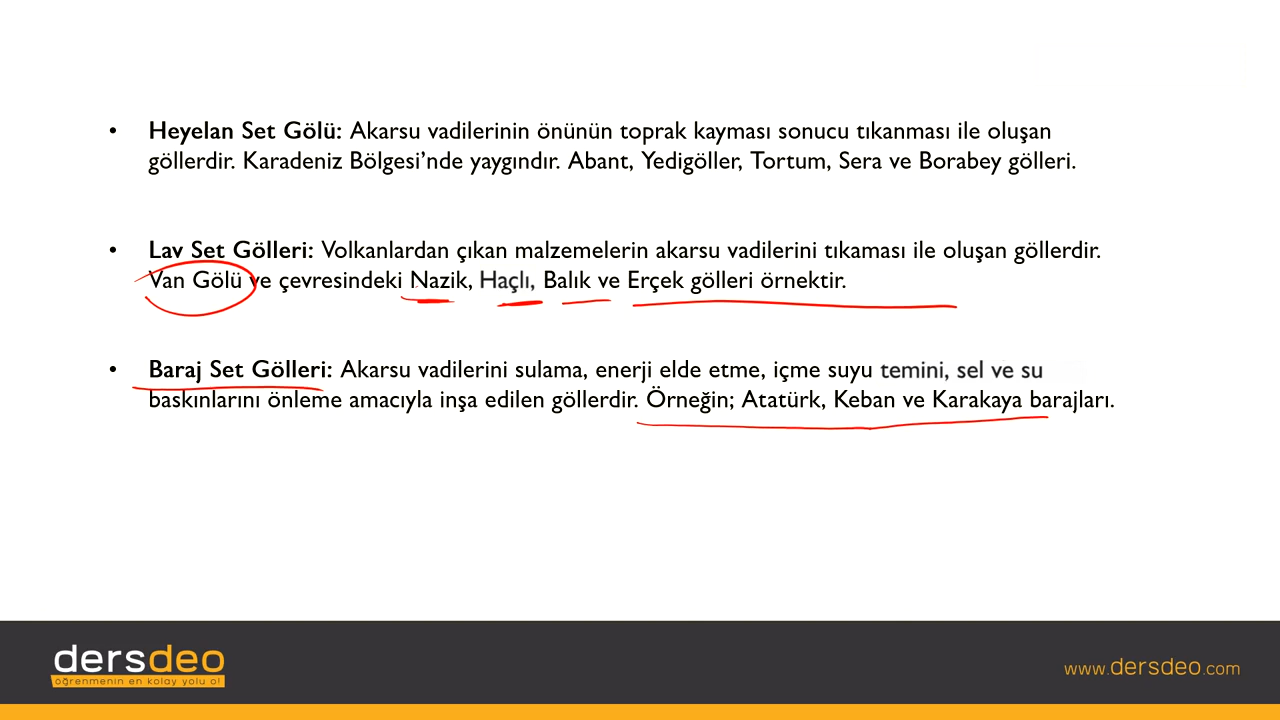 • Heyelan Set Gölü: Akarsu vadilerinin önünün toprak kayması sonucu tıkanması ile oluşan
göllerdir. Karadeniz Bölgesi’nde yaygındır. Abant, Yedigöller, Tortum, Sera ve Borabey gölleri.
• Lav Set Gölleri: Volkanlardan çıkan malzemelerin akarsu vadilerini tıkaması ile oluşan göllerdir.
Van Gölü ve çevresindeki Nazik, Haçlı, Balık ve Erçek gölleri örnektir.
• Baraj Set Gölleri: Akarsu vadilerini sulama, enerji elde etme, içme suyu temini, sel ve su
baskınlarını önleme amacıyla inşa edilen göllerdir. Örneğin; Atatürk, Keban ve Karakaya barajları.
dersdeo
öğrenmenin en kolay yolu o!
www.dersdeo.com